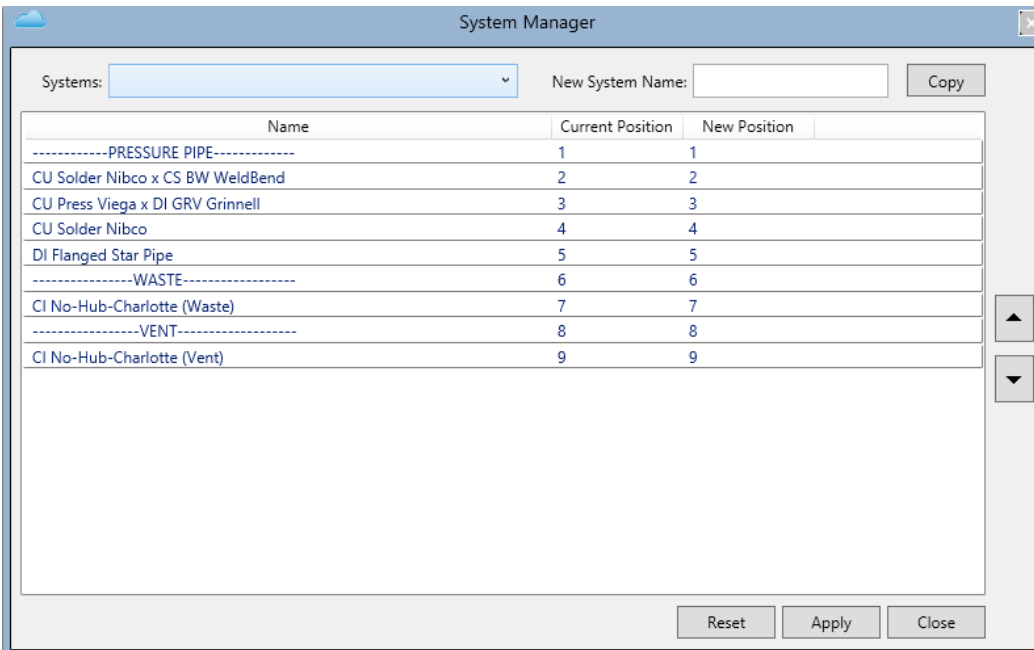 System Manager
Systems: New System Name: Copy
Name Current Position New Position
------------PRESSURE PIPE------------- 1 1
CU Solder Nibco x CS BW WeldBend 2 2
CU Press Viega x DI GRV Grinnell 3 3
CU Solder Nibco 4 4
DI Flanged Star Pipe 5 5
----------------WASTE------------------ 6 6
CI No-Hub-Charlotte (Waste) 7 7
-----------------VENT------------------- 8 8
CI No-Hub-Charlotte (Vent) 9 9
Reset Apply Close